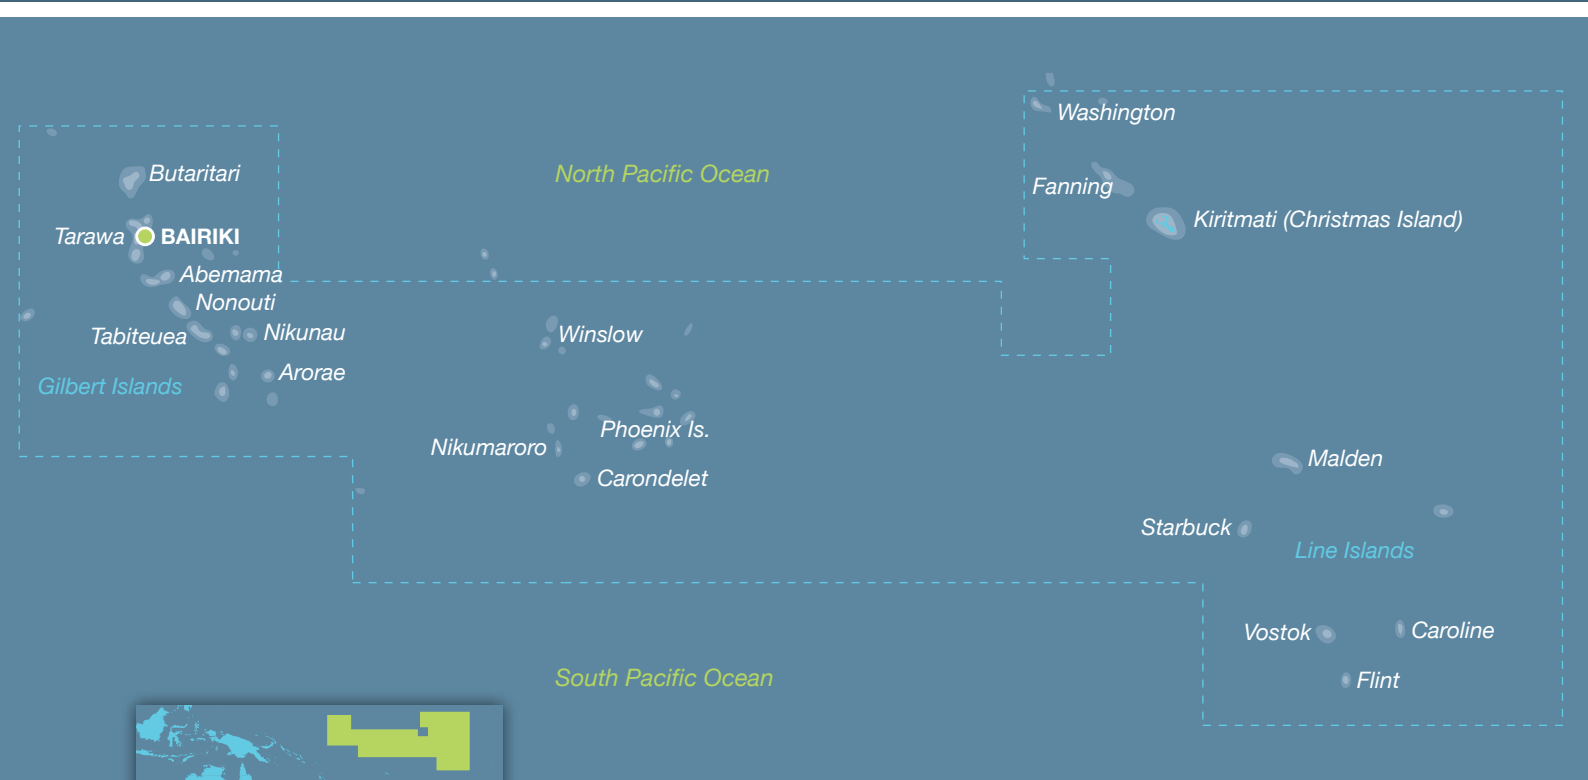 Washington
Butaritari
North Pacific Ocean
Fanning
Kiritmati (Christmas Island)
Tarawa
BAIRIKI
Abemama
Nonouti
Tabiteuea
Nikunau
Winslow
Arorae
Gilbert Islands
Phoenix Is.
Nikumaroro
Carondelet
Malden
Starbuck
Line Islands
Vostok
Caroline
South Pacific Ocean
Flint